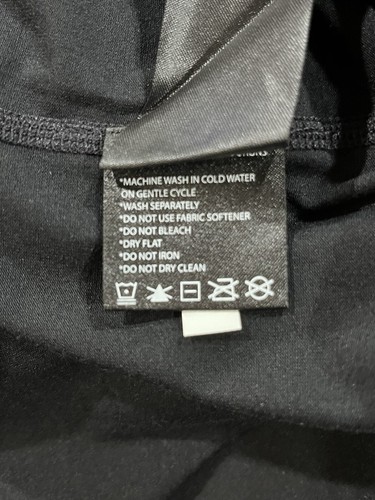 *MACHINE WASH IN COLD WATER
ON GENTLE CYCLE
*WASH SEPARATELY
*DO NOT USE FABRIC SOFTENER
*DO NOT BLEACH
*DRY FLAT
*DO NOT IRON
*DO NOT DRY CLEAN